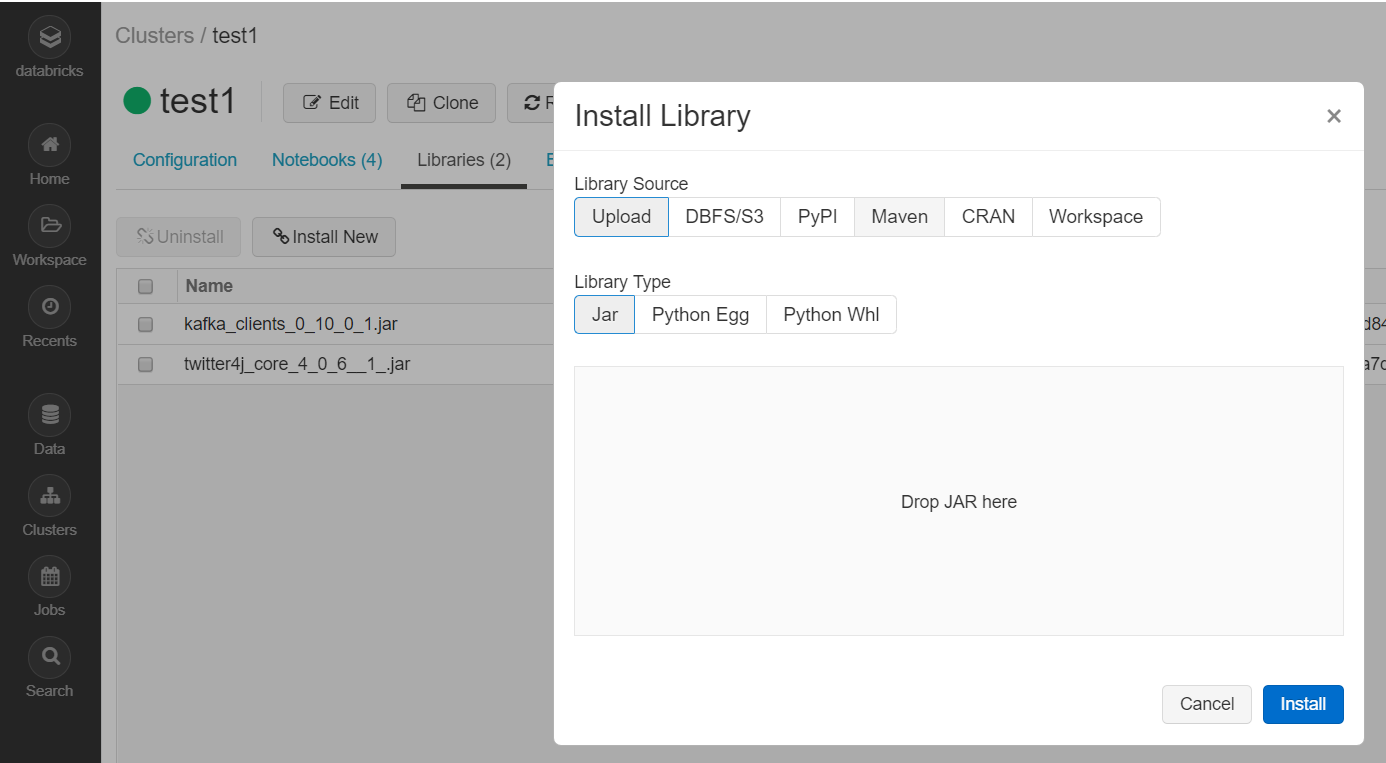 databricks
Home
Workspace
Recents
Data
Clusters
Jobs
Search
Clusters / test1
test1
Edit
Clone
Configuration
Notebooks (4)
Libraries (2)
Uninstall
Install New
Name
kafka_clients_0_10_0_1.jar
twitter4j_core_4_0_6__1_.jar
Install Library
×
Library Source
Upload DBFS/S3 PyPI Maven CRAN Workspace
Library Type
Jar Python Egg Python Whl
Drop JAR here
Cancel Install